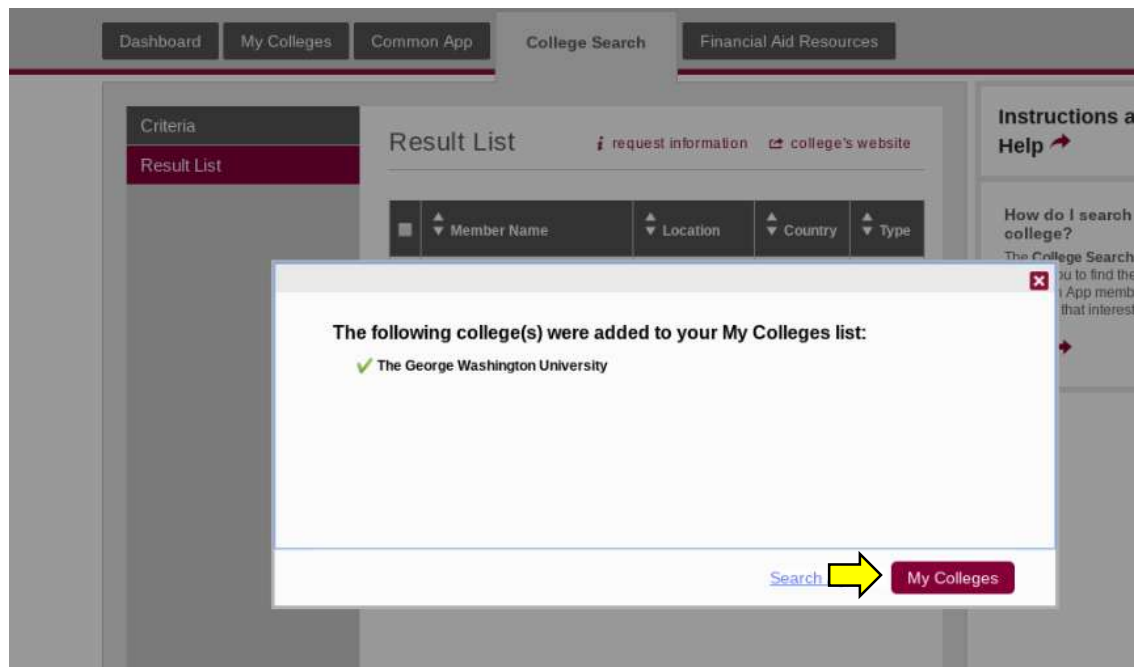 Dashboard My Colleges Common App College Search Financial Aid Resources
Criteria
Result List
Result List i request information college's website
Member Name Location Country Type
Instructions a
Help
How do I search
college?
The College Search
ou to find the
App memb
that interest
The following college(s) were added to your My Colleges list:
The George Washington University
Search My Colleges